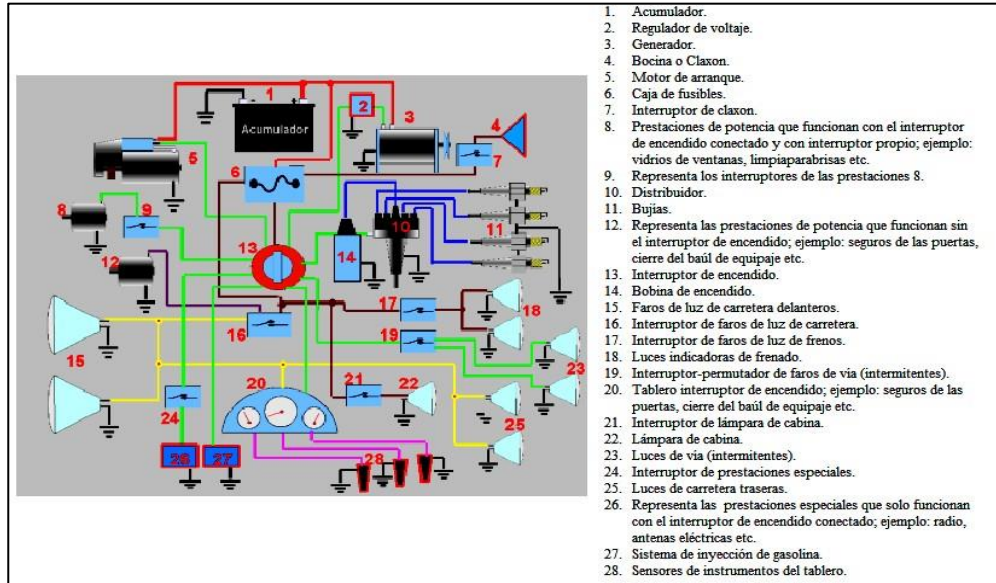 1
Acumulador
2
3
4
5
6
7
8
9
10
11
12
13
14
15
16
17
18
19
20
21
22
23
24
25
26
27
28
1. Acumulador.
2. Regulador de voltaje.
3. Generador.
4. Bocina o Claxon.
5. Motor de arranque.
6. Caja de fusibles.
7. Interruptor de claxon.
8. Prestaciones de potencia que funcionan con el interruptor
de encendido conectado y con interruptor propio; ejemplo:
vidrios de ventanas, limpiaparabrisas etc.
9. Representa los interruptores de las prestaciones 8.
10. Distribuidor.
11. Bujias.
12. Representa las prestaciones de potencia que funcionan sin
el interruptor de encendido; ejemplo: seguros de las puertas,
cierre del baúl de equipaje etc.
13. Interruptor de encendido.
14. Bobina de encendido.
15. Faros de luz de carretera delanteros.
16. Interruptor de faros de luz de carretera.
17. Interruptor de faros de luz de frenos.
18. Luces indicadoras de frenado.
19. Interruptor-permutador de faros de via (intermitentes).
20. Tablero interruptor de encendido; ejemplo: seguros de las
puertas, cierre del baúl de equipaje etc.
21. Interruptor de lámpara de cabina.
22. Lámpara de cabina.
23. Luces de via (intermitentes).
24. Interruptor de prestaciones especiales.
25. Luces de carretera traseras.
26. Representa las prestaciones especiales que solo funcionan
con el interruptor de encendido conectado; ejemplo: radio,
antenas eléctricas etc.
27. Sistema de inyección de gasolina.
28. Sensores de instrumentos del tablero.